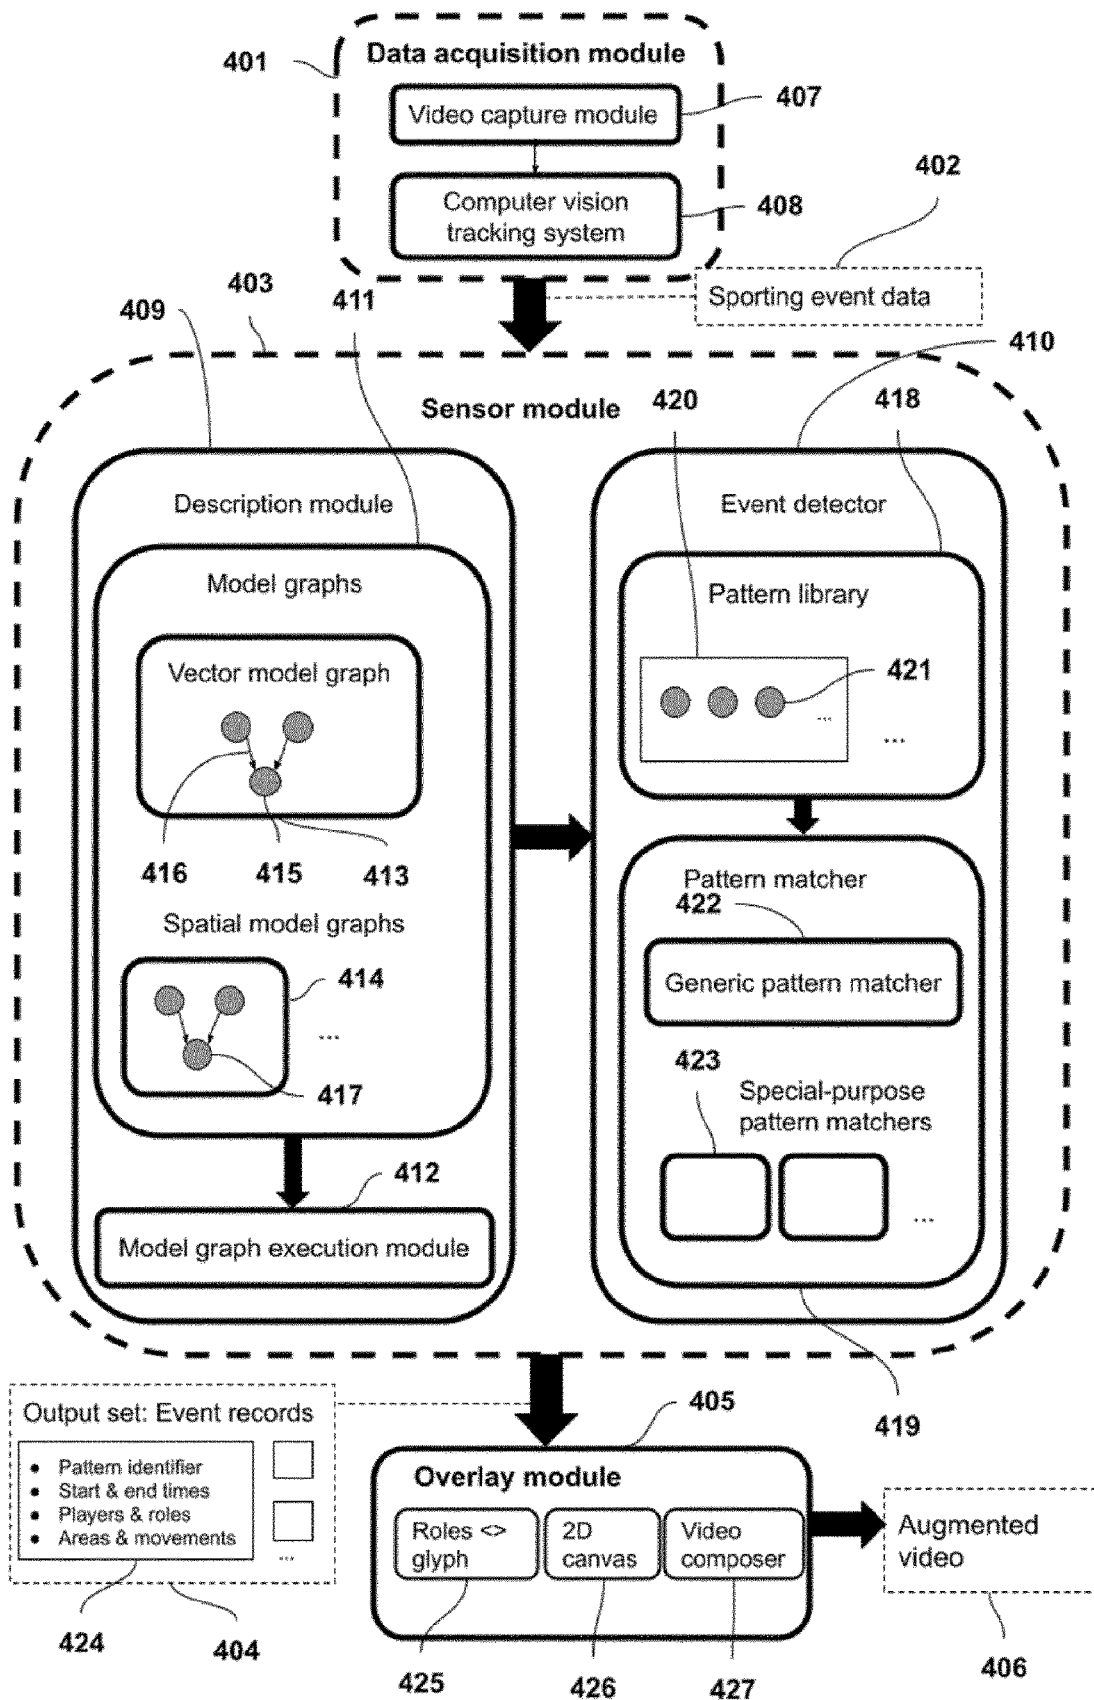 401
Data acquisition module
Video capture module
407
Computer vision
tracking system
408
402
Sporting event data
403
411
409
410
Sensor module
420
418
Description module
Event detector
Model graphs
Pattern library
Vector model graph
421
...
...
416
415
413
Pattern matcher
422
Spatial model graphs
Generic pattern matcher
414
...
417
423
Special-purpose
pattern matchers
412
...
Model graph execution module
Output set: Event records
405
419
• Pattern identifier
• Start & end times
• Players & roles
• Areas & movements
...
Overlay module
Roles <>
glyph
2D
canvas
Video
composer
Augmented
video
424
404
425
426
427
406